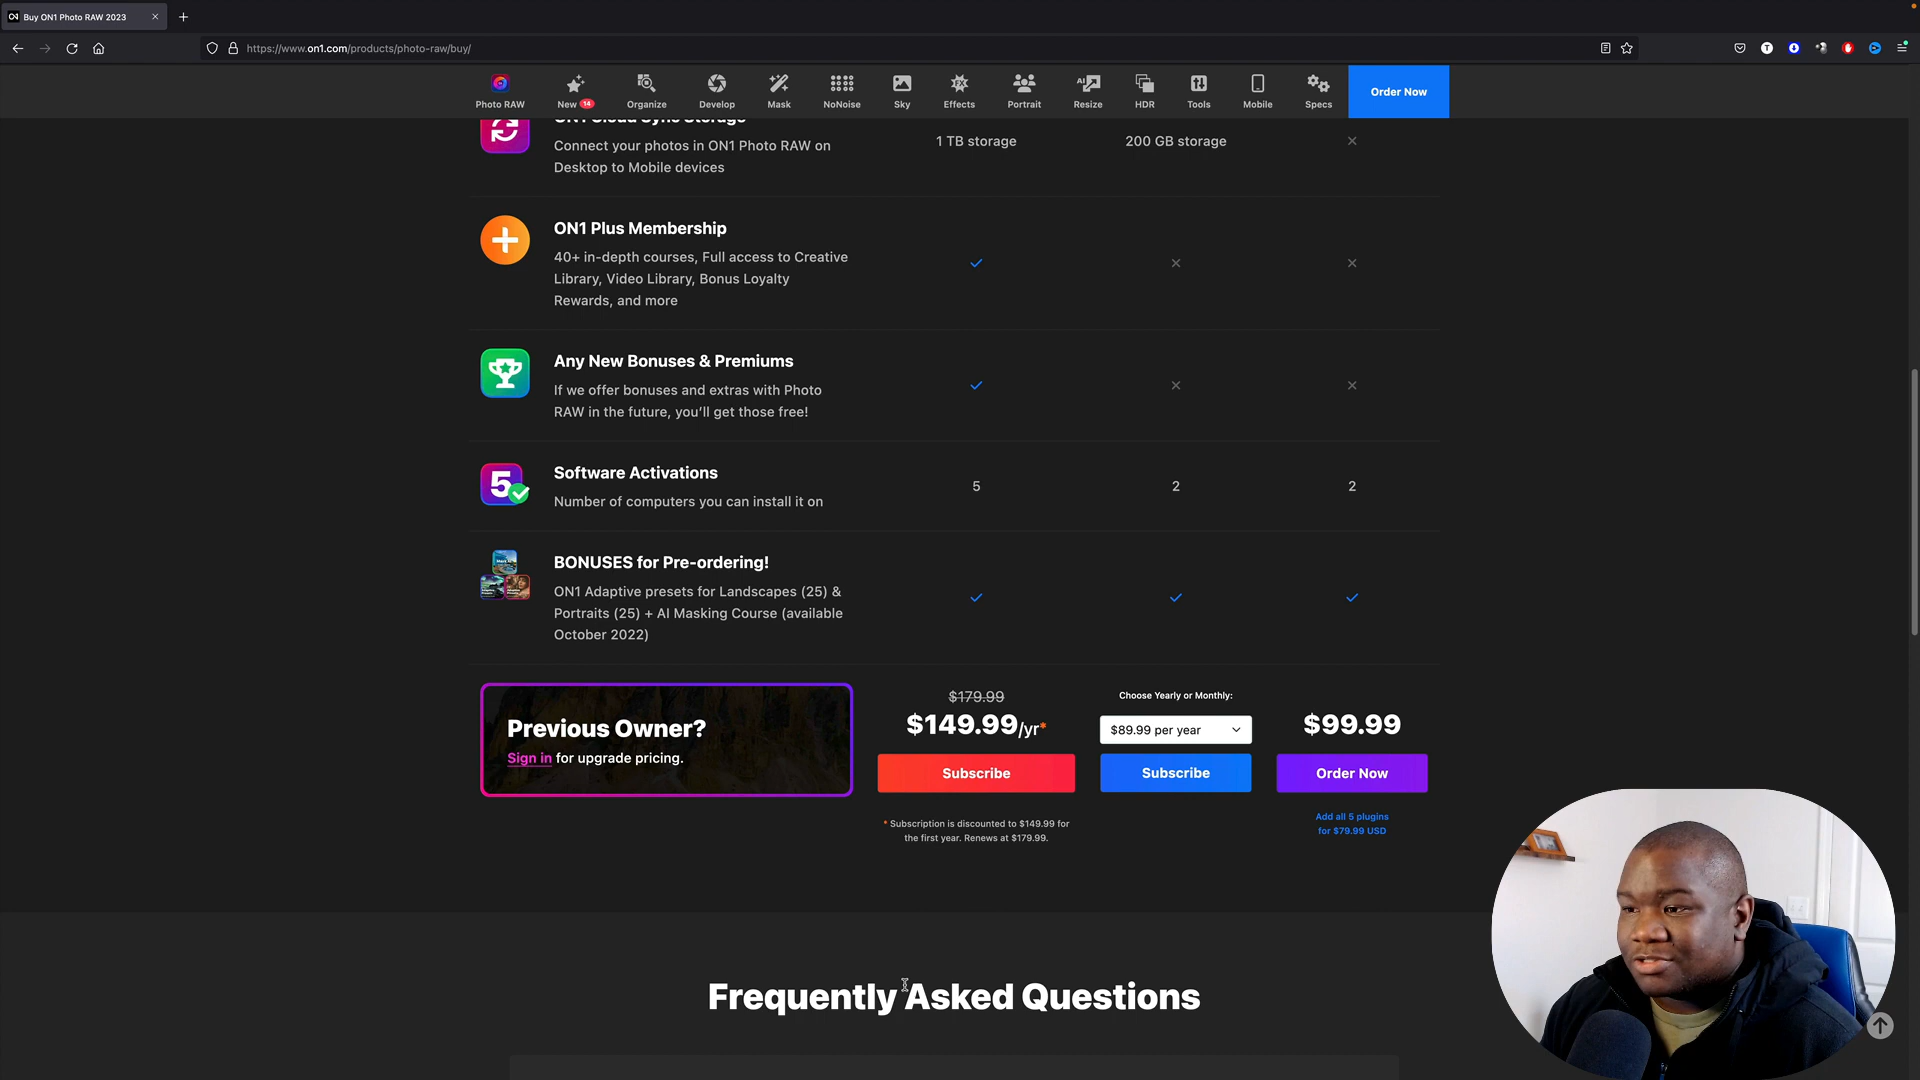 Buy ON1 Photo RAW 2023
https://www.on1.com/products/photo-raw/buy/
Photo RAW
New 14
Organize
Develop
Mask
NoNoise
Sky
Effects
Portrait
AI
Resize
HDR
Tools
Mobile
Specs
Order Now
ON1 Cloud Sync Storage
Connect your photos in ON1 Photo RAW on
Desktop to Mobile devices
1 TB storage
200 GB storage
ON1 Plus Membership
40+ in-depth courses, Full access to Creative
Library, Video Library, Bonus Loyalty
Rewards, and more
Any New Bonuses & Premiums
If we offer bonuses and extras with Photo
RAW in the future, you'll get those free!
5
Software Activations
Number of computers you can install it on
5
2
2
BONUSES for Pre-ordering!
ON1 Adaptive presets for Landscapes (25) &
Portraits (25) + AI Masking Course (available
October 2022)
Previous Owner?
Sign in for upgrade pricing.
$179.99
$149.99/yr*
Subscribe
* Subscription is discounted to $149.99 for
the first year. Renews at $179.99.
Choose Yearly or Monthly:
$89.99 per year
Subscribe
$99.99
Order Now
Add all 5 plugins
for $79.99 USD
Frequently Asked Questions